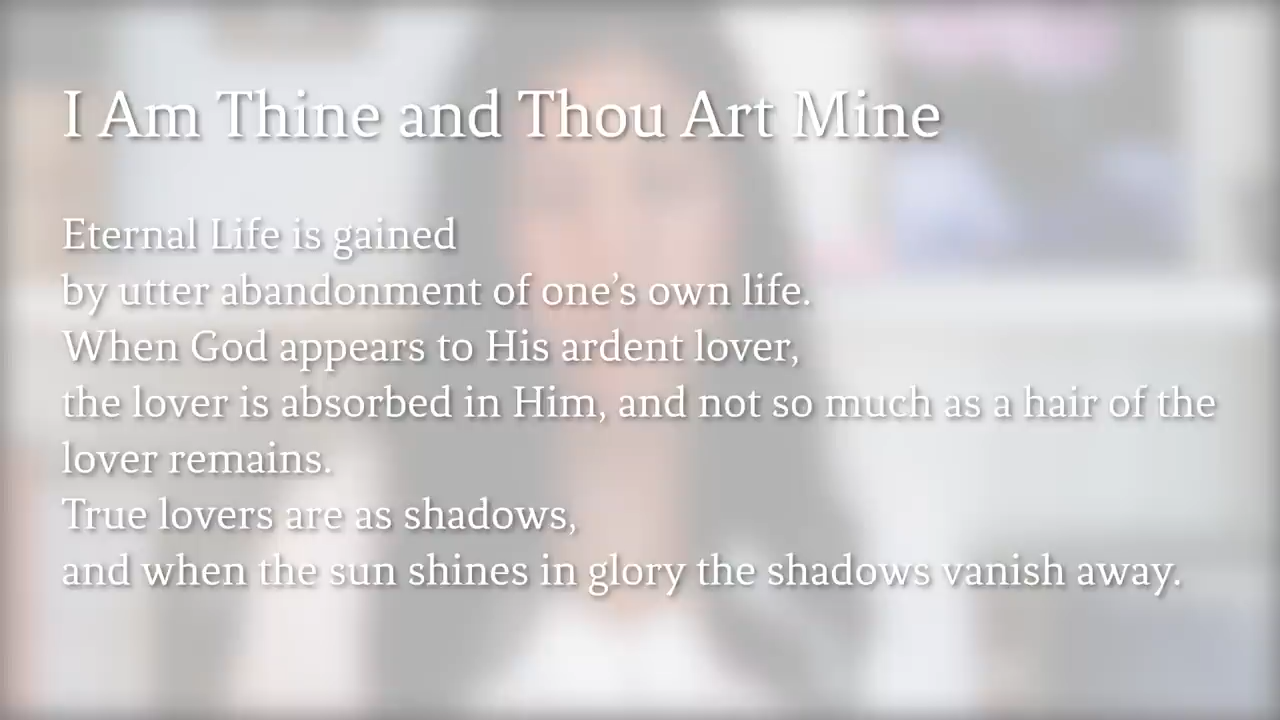 I Am Thine and Thou Art Mine
Eternal Life is gained
by utter abandonment of one’s own life.
When God appears to His ardent lover,
the lover is absorbed in Him, and not so much as a hair of the
lover remains.
True lovers are as shadows,
and when the sun shines in glory the shadows vanish away.